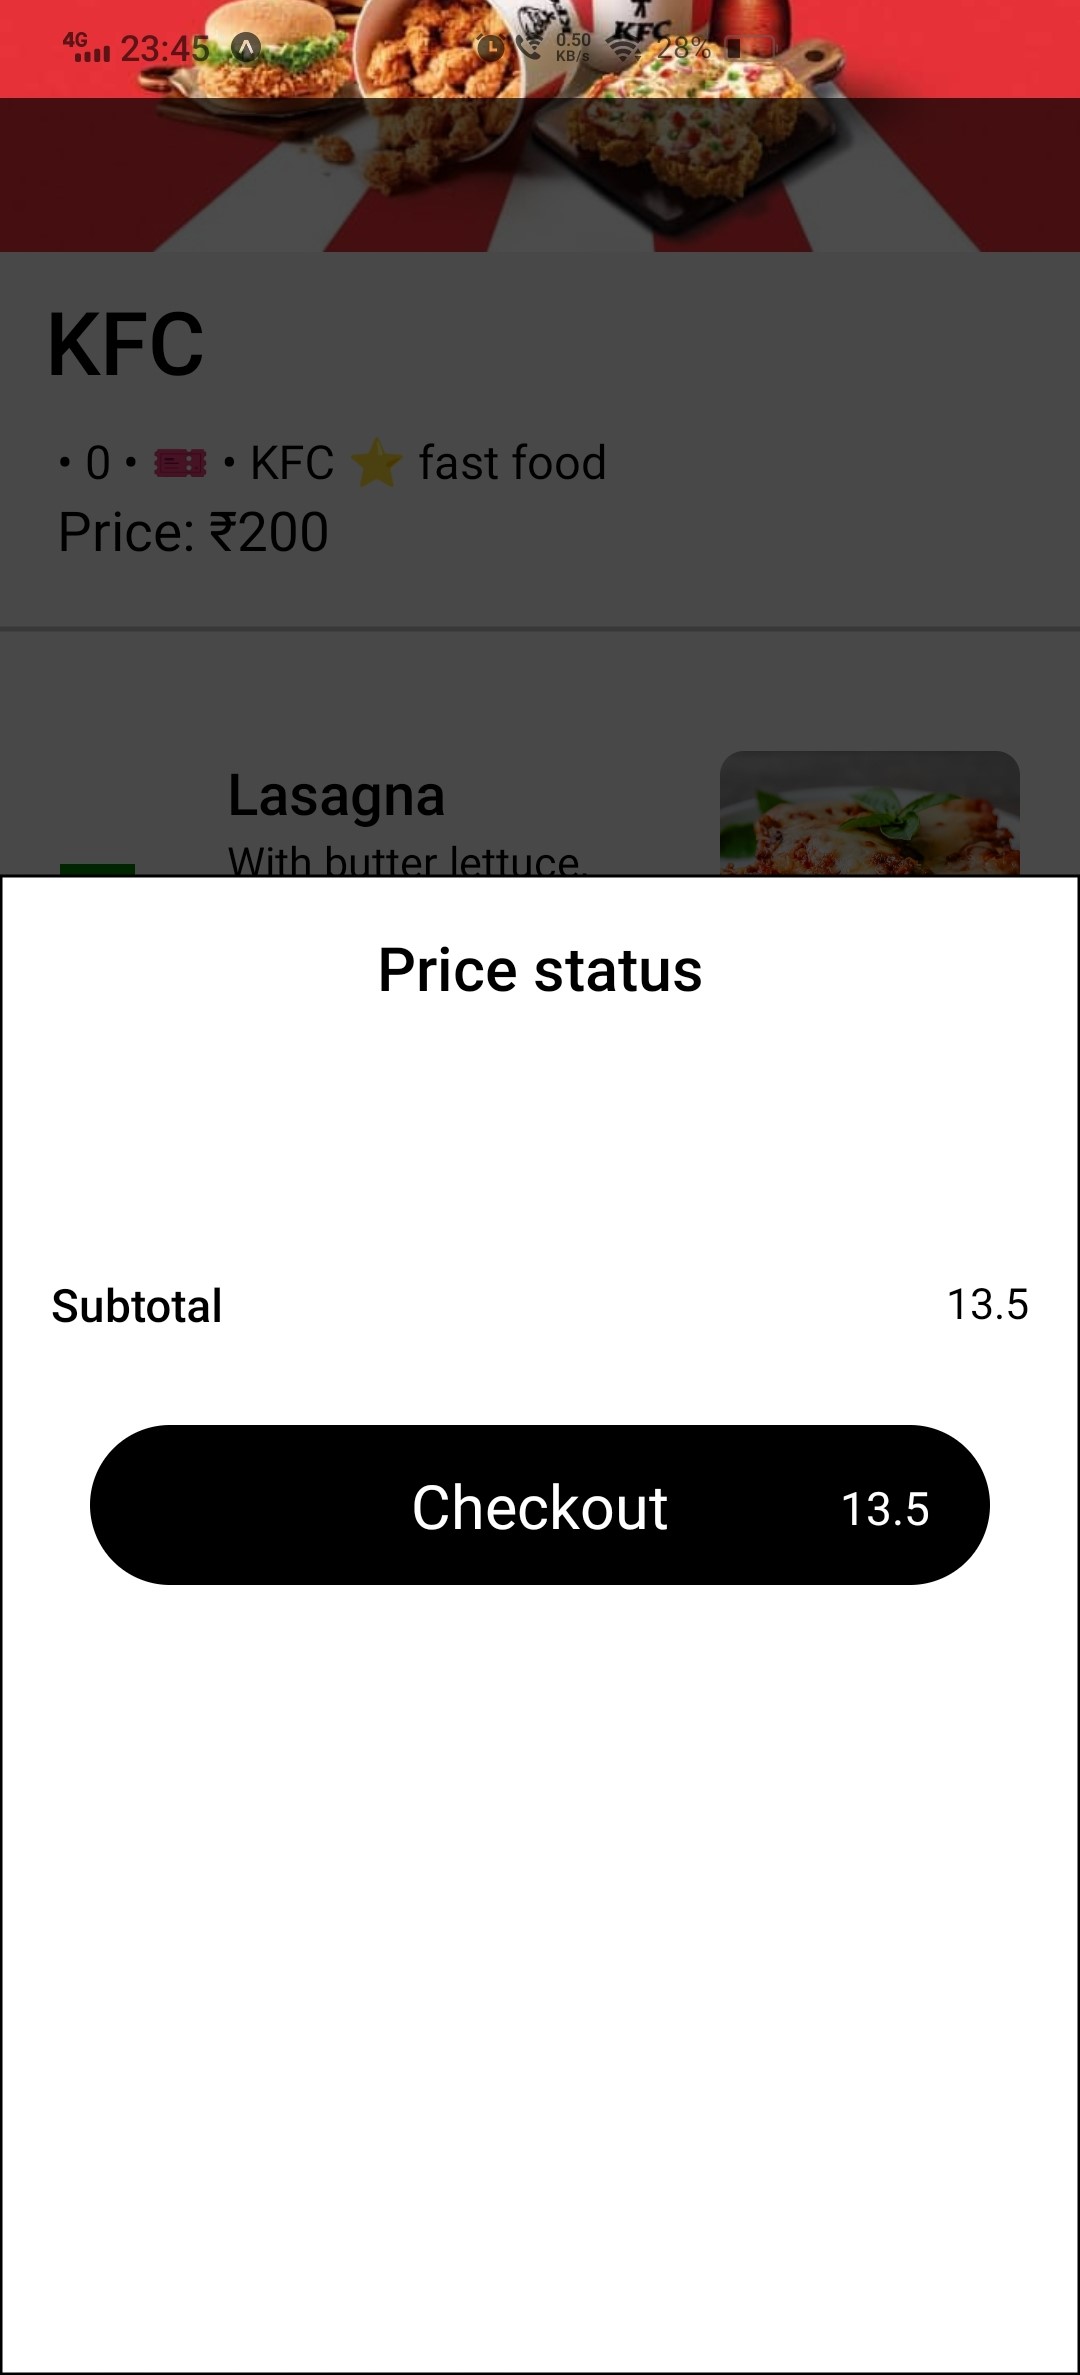 4G 23:45 0.50 KB/s 28%
KFC
KFC
• 0 • 🎟 • KFC ⭐ fast food
Price: ₹200
Lasagna
With butter lettuce,
Price status
Subtotal 13.5
Checkout 13.5